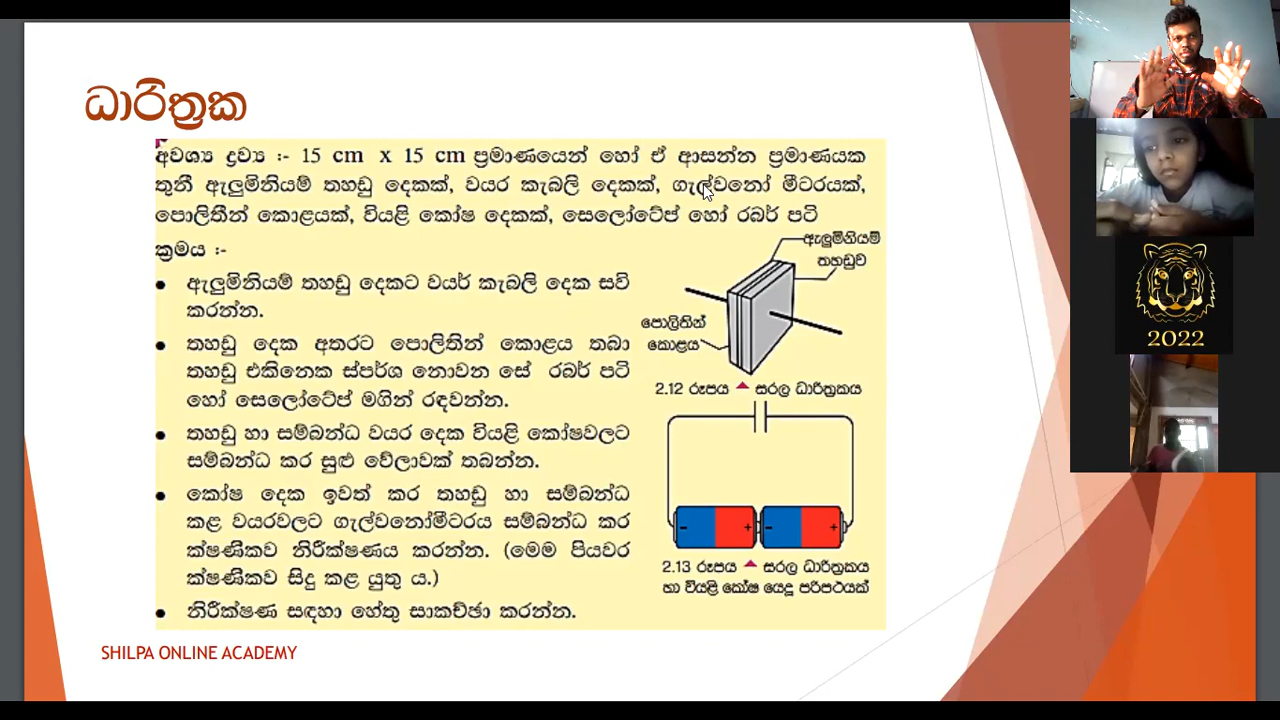 ධාරිත්‍රක
අවශ්‍ය ද්‍රව්‍ය :- 15 cm x 15 cm ප්‍රමාණයෙන් හෝ ඒ ආසන්න ප්‍රමාණයක
තුනී ඇලුමිනියම් තහඩු දෙකක්, වයර කැබලි දෙකක්, ගැල්වනෝ මීටරයක්,
පොලිතීන් කොළයක්, වියළි කෝෂ දෙකක්, සෙලෝටේප් හෝ රබර් පටි
ක්‍රමය :-
• ඇලුමිනියම් තහඩු දෙකට වයර් කැබලි දෙක සවි
කරන්න.
• තහඩු දෙක අතරට පොලිතින් කොළය තබා
තහඩු එකිනෙක ස්පර්ශ නොවන සේ රබර් පටි
හෝ සෙලෝටේප් මගින් රඳවන්න.
• තහඩු හා සම්බන්ධ වයර දෙක වියළි කෝෂවලට
සම්බන්ධ කර සුළු වේලාවක් තබන්න.
• කෝෂ දෙක ඉවත් කර තහඩු හා සම්බන්ධ
කළ වයරවලට ගැල්වනෝමීටරය සම්බන්ධ කර
ක්ෂණිකව නිරීක්ෂණය කරන්න. (මෙම පියවර
ක්ෂණිකව සිදු කළ යුතු ය.)
• නිරීක්ෂණ සඳහා හේතු සාකච්ඡා කරන්න.
ඇලුමිනියම්
තහඩුව
පොලිතින්
කොළය
2.12 රූපය ▲ සරල ධාරිත්‍රකය
- + - +
2.13 රූපය ▲ සරල ධාරිත්‍රකය
හා වියළි කෝෂ යෙදූ පරිපථයක්
SHILPA ONLINE ACADEMY
2022